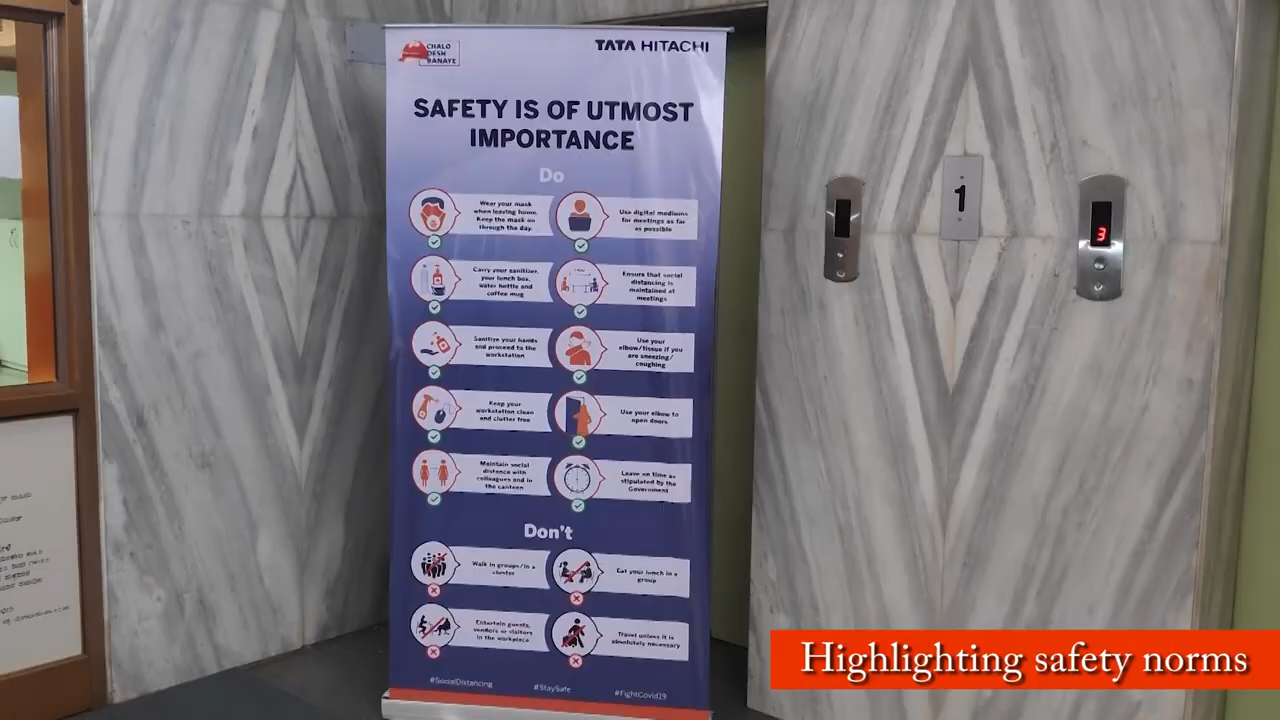 CHALO
DESH
BANAYE
TATA HITACHI
SAFETY IS OF UTMOST
IMPORTANCE
Do
Wear your mask
when leaving home.
Keep the mask on
through the day.
Use digital mediums
for meetings as far
as possible
Carry your sanitizer,
your lunch box,
water bottle and
coffee mug
Ensure that social
distancing is
maintained at
meetings
Sanitize your hands
and proceed to the
workstation
Use your
elbow/tissue if you
are sneezing/
coughing
Keep your
workstation clean
and clutter free
Use your elbow to
open doors
Maintain social
distance with
colleagues and in
the canteen
Leave on time as
stipulated by the
Government
Don't
Walk in groups/in a
cluster
Eat your lunch in a
group
Entertain guests,
vendors or visitors
in the workplace
Travel unless it is
absolutely necessary
#SocialDistancing
#StaySafe
#FightCovid19
1
3
Highlighting safety norms